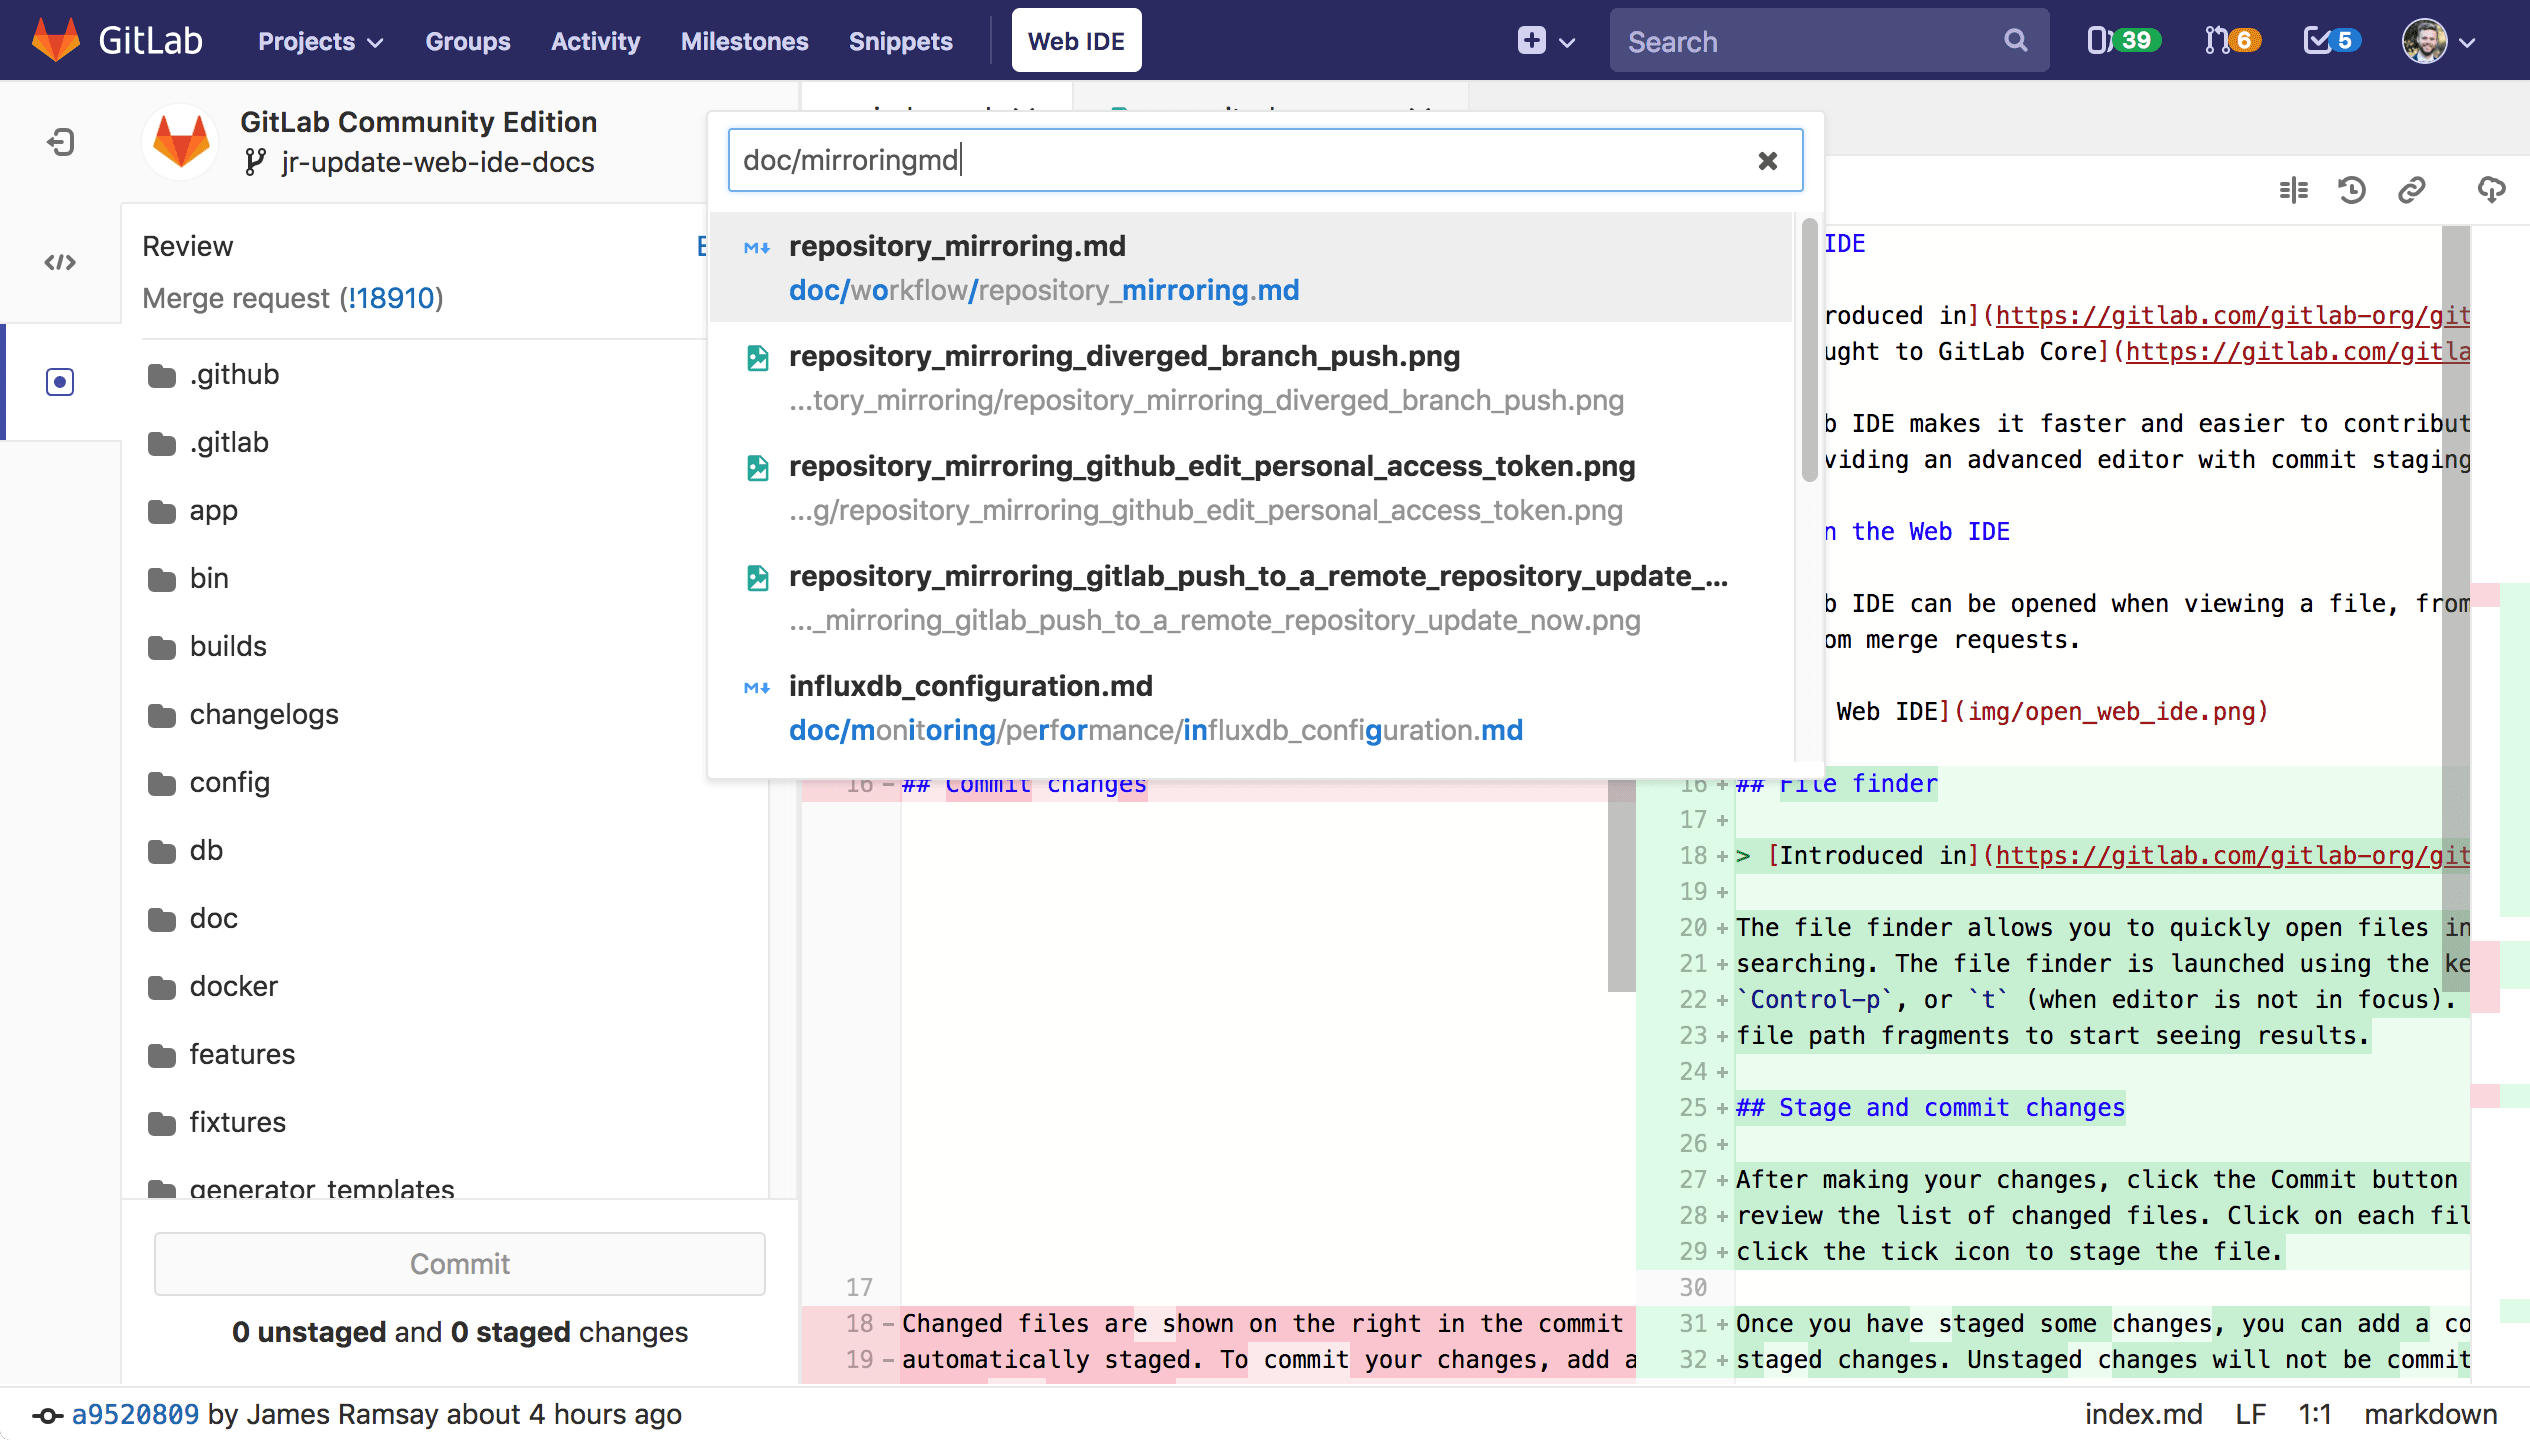 GitLab Projects Groups Activity Milestones Snippets Web IDE Search 39 6 5
GitLab Community Edition
jr-update-web-ide-docs
doc/mirroringmd
Review
Merge request (!18910)
.github
.gitlab
app
bin
builds
changelogs
config
db
doc
docker
features
fixtures
generator_templates
Commit
0 unstaged and 0 staged changes
repository_mirroring.md
doc/workflow/repository_mirroring.md
repository_mirroring_diverged_branch_push.png
...tory_mirroring/repository_mirroring_diverged_branch_push.png
repository_mirroring_github_edit_personal_access_token.png
...g/repository_mirroring_github_edit_personal_access_token.png
repository_mirroring_gitlab_push_to_a_remote_repository_update_...
..._mirroring_gitlab_push_to_a_remote_repository_update_now.png
influxdb_configuration.md
doc/monitoring/performance/influxdb_configuration.md
16 - ## Commit changes
17
18 - Changed files are shown on the right in the commit
19 - automatically staged. To commit your changes, add a
IDE
roduced in](https://gitlab.com/gitlab-org/git
ught to GitLab Core](https://gitlab.com/gitla
b IDE makes it faster and easier to contribut
viding an advanced editor with commit staging
n the Web IDE
b IDE can be opened when viewing a file, from
om merge requests.
Web IDE](img/open_web_ide.png)
16 + ## File finder
17 +
18 + > [Introduced in](https://gitlab.com/gitlab-org/git
19 +
20 + The file finder allows you to quickly open files in
21 + searching. The file finder is launched using the ke
22 + `Control-p`, or `t` (when editor is not in focus).
23 + file path fragments to start seeing results.
24 +
25 + ## Stage and commit changes
26 +
27 + After making your changes, click the Commit button
28 + review the list of changed files. Click on each fil
29 + click the tick icon to stage the file.
30
31 + Once you have staged some changes, you can add a co
32 + staged changes. Unstaged changes will not be commit
a9520809 by James Ramsay about 4 hours ago
index.md LF 1:1 markdown